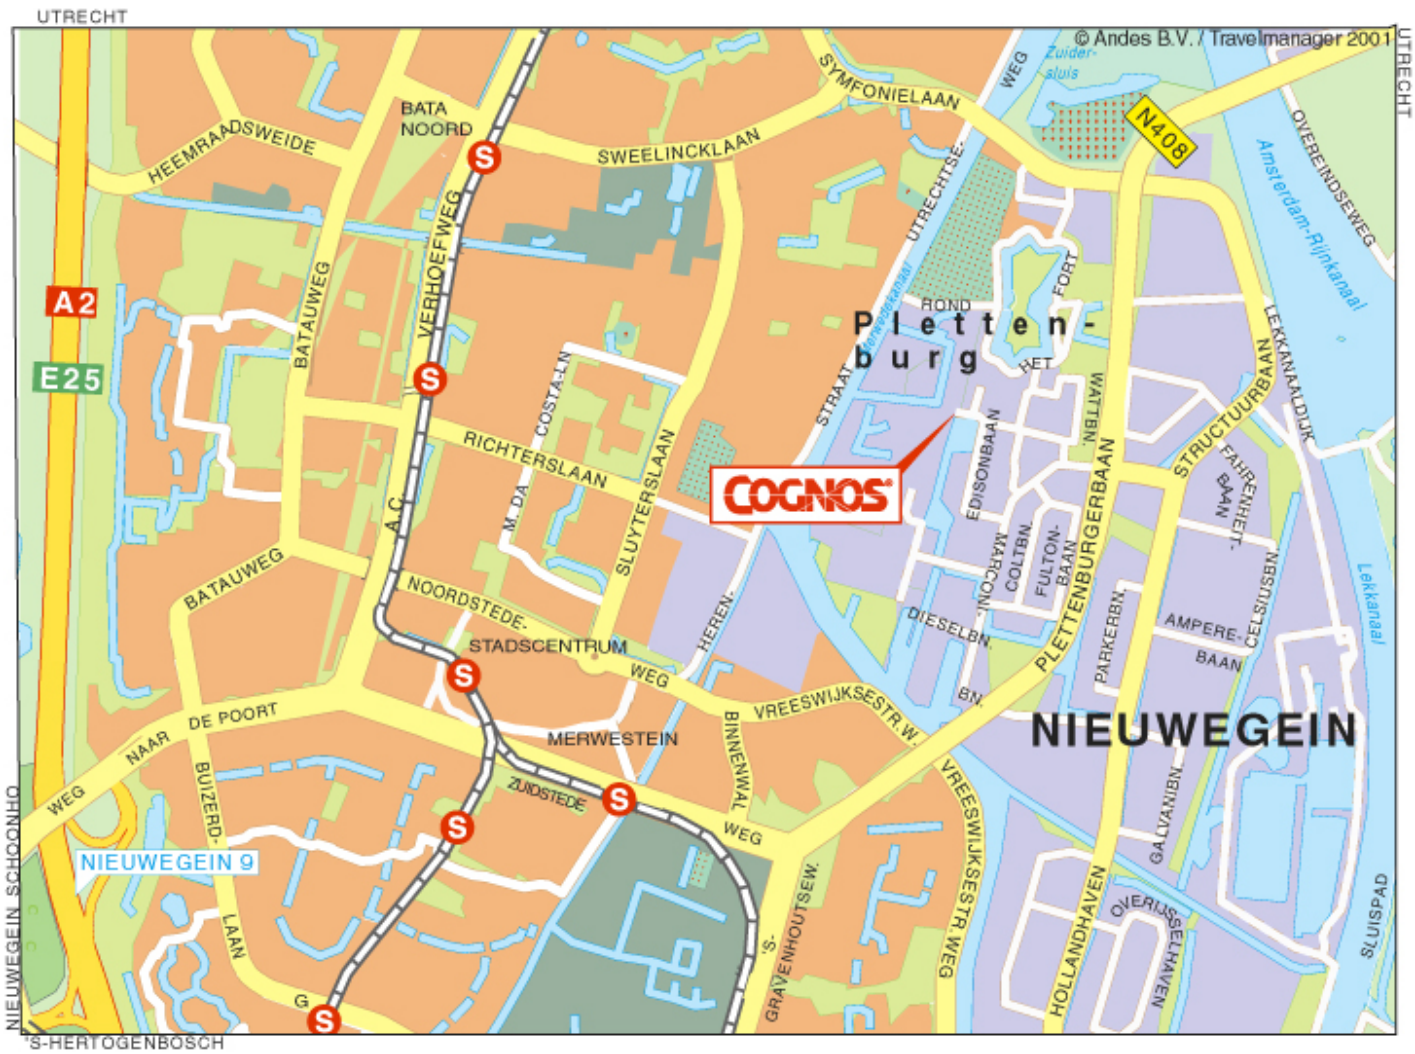 UTRECHT
© Andes B.V. / Travelmanager 2001
UTRECHT
Zuider-
sluis
WEG
SYMFONIELAAN
BATA
NOORD
N408
HEEMRAADSWEIDE
S
SWEELINCKLAAN
OVEREINDSEWEG
Amsterdam-Rijnkanaal
UTRECHTSE-
VERHOEFWEG
BATAUWEG
FORT
A2
Merwedekanaal
ROND
Pletten-
burg
HET
LEKKANAALDIJK
E25
S
COSTA-LN
STRAAT
WATTBN.
STRUCTUURBAAN
EDISONBAAN
RICHTERSLAAN
SLUYTERSLAAN
COGNOS
FAHRENHEIT-
BAAN
PLETTENBURGERBAAN
M. DA
A.C.
MARCONI-
COLTBN.
FULTON-
BAAN
BATAUWEG
NOORDSTEDE-
HEREN-
DIESELBN.
PARKERBN.
AMPERE-
BAAN
CELSIUSBN.
Lekkanaal
STADSCENTRUM
S
WEG
BN.
VREESWIJKSESTR.W.
NIEUWEGEIN
DE POORT
NAAR
WEG
MERWESTEIN
BINNENWAL
ZUIDSTEDE
S
S
WEG
BUIZERD-
LAAN
VREESWIJKSESTR. WEG
GALVANIBN.
NIEUWEGEIN 9
HOLLANDHAVEN
OVERIJSSELHAVEN
SLUISPAD
'S-
GRAVENHOUTSEW.
G
S
NIEUWEGEIN SCHOONHO
'S-HERTOGENBOSCH